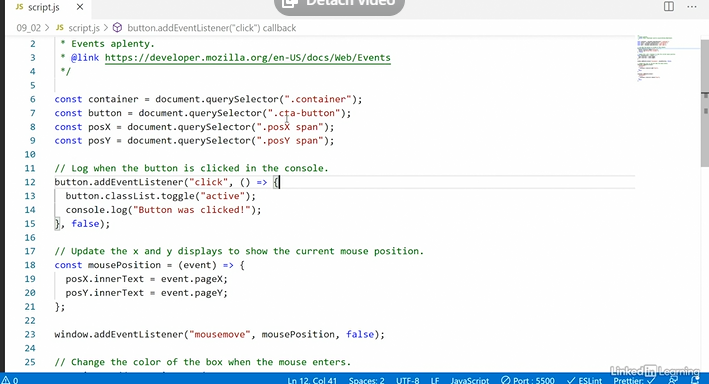 script.js
Detach video
09_02 > JS script.js > button.addEventListener("click") callback
2 * Events aplenty.
3 * @link https://developer.mozilla.org/en-US/docs/Web/Events
4 */
5
6 const container = document.querySelector(".container");
7 const button = document.querySelector(".cta-button");
8 const posX = document.querySelector(".posX span");
9 const posY = document.querySelector(".posY span");
10
11 // Log when the button is clicked in the console.
12 button.addEventListener("click", () => {
13 button.classList.toggle("active");
14 console.log("Button was clicked!");
15 }, false);
16
17 // Update the x and y displays to show the current mouse position.
18 const mousePosition = (event) => {
19 posX.innerText = event.pageX;
20 posY.innerText = event.pageY;
21 };
22
23 window.addEventListener("mousemove", mousePosition, false);
24
25 // Change the color of the box when the mouse enters.
LinkedIn Learning
0 Ln 12, Col 41 Spaces: 2 UTF-8 LF JavaScript Port : 5500 ESLint Prettier: